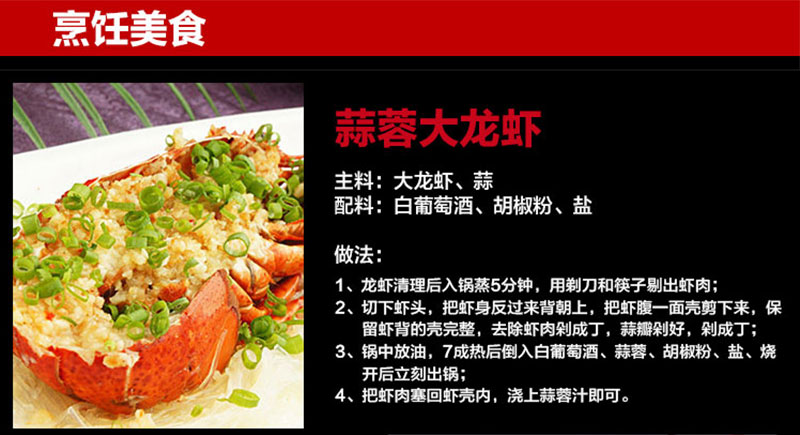 烹饪美食
蒜蓉大龙虾
主料：大龙虾、蒜
配料：白葡萄酒、胡椒粉、盐
做法：
1、龙虾清理后入锅蒸5分钟，用剃刀和筷子剔出虾肉；
2、切下虾头，把虾身反过来背朝上，把虾腹一面壳剪下来，保
留虾背的壳完整，去除虾肉剁成丁，蒜瓣剁好，剁成丁；
3、锅中放油，7成热后倒入白葡萄酒、蒜蓉、胡椒粉、盐、烧
开后立刻出锅；
4、把虾肉塞回虾壳内，浇上蒜蓉汁即可。